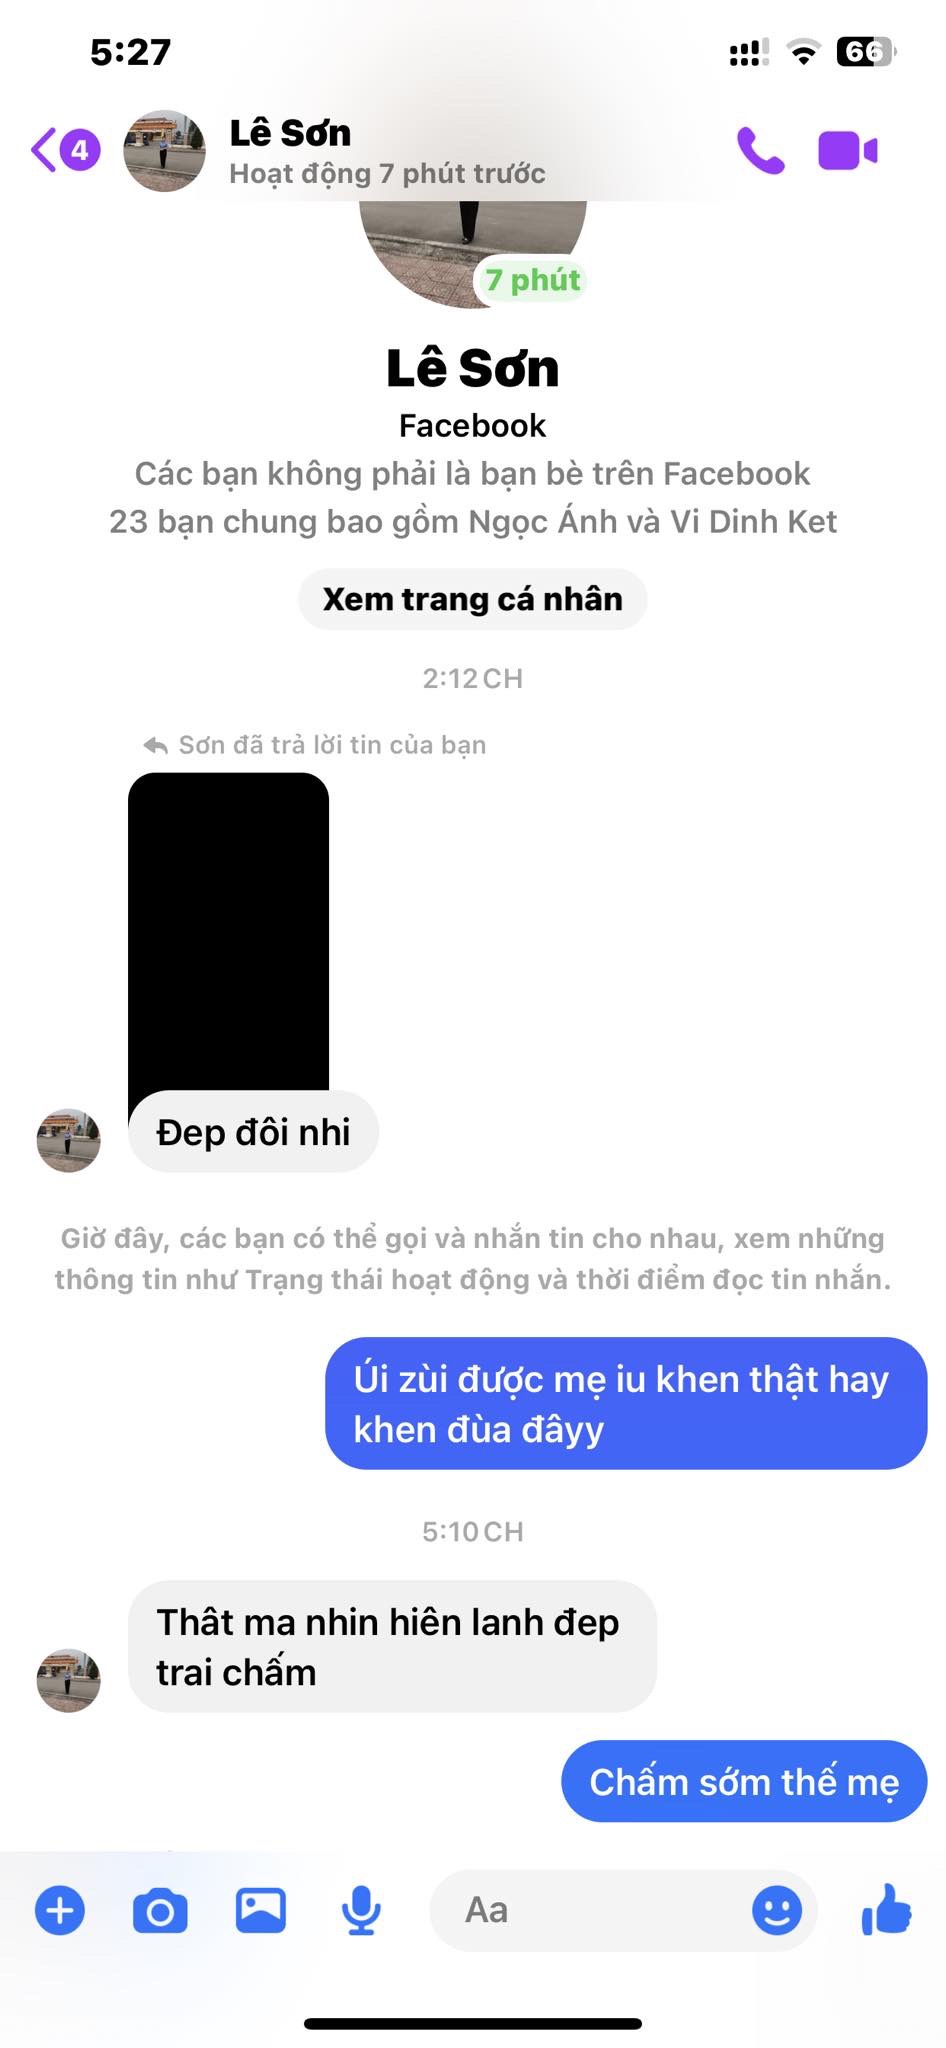 5:27
66
4
Lê Sơn
Hoạt động 7 phút trước
7 phút
Lê Sơn
Facebook
Các bạn không phải là bạn bè trên Facebook
23 bạn chung bao gồm Ngọc Ánh và Vi Dinh Ket
Xem trang cá nhân
2:12 CH
Sơn đã trả lời tin của bạn
Đep đôi nhi
Giờ đây, các bạn có thể gọi và nhắn tin cho nhau, xem những
thông tin như Trạng thái hoạt động và thời điểm đọc tin nhắn.
Úi zùi được mẹ iu khen thật hay
khen đùa đâyy
5:10 CH
Thât ma nhin hiên lanh đep
trai chấm
Chấm sớm thế mẹ
Aa